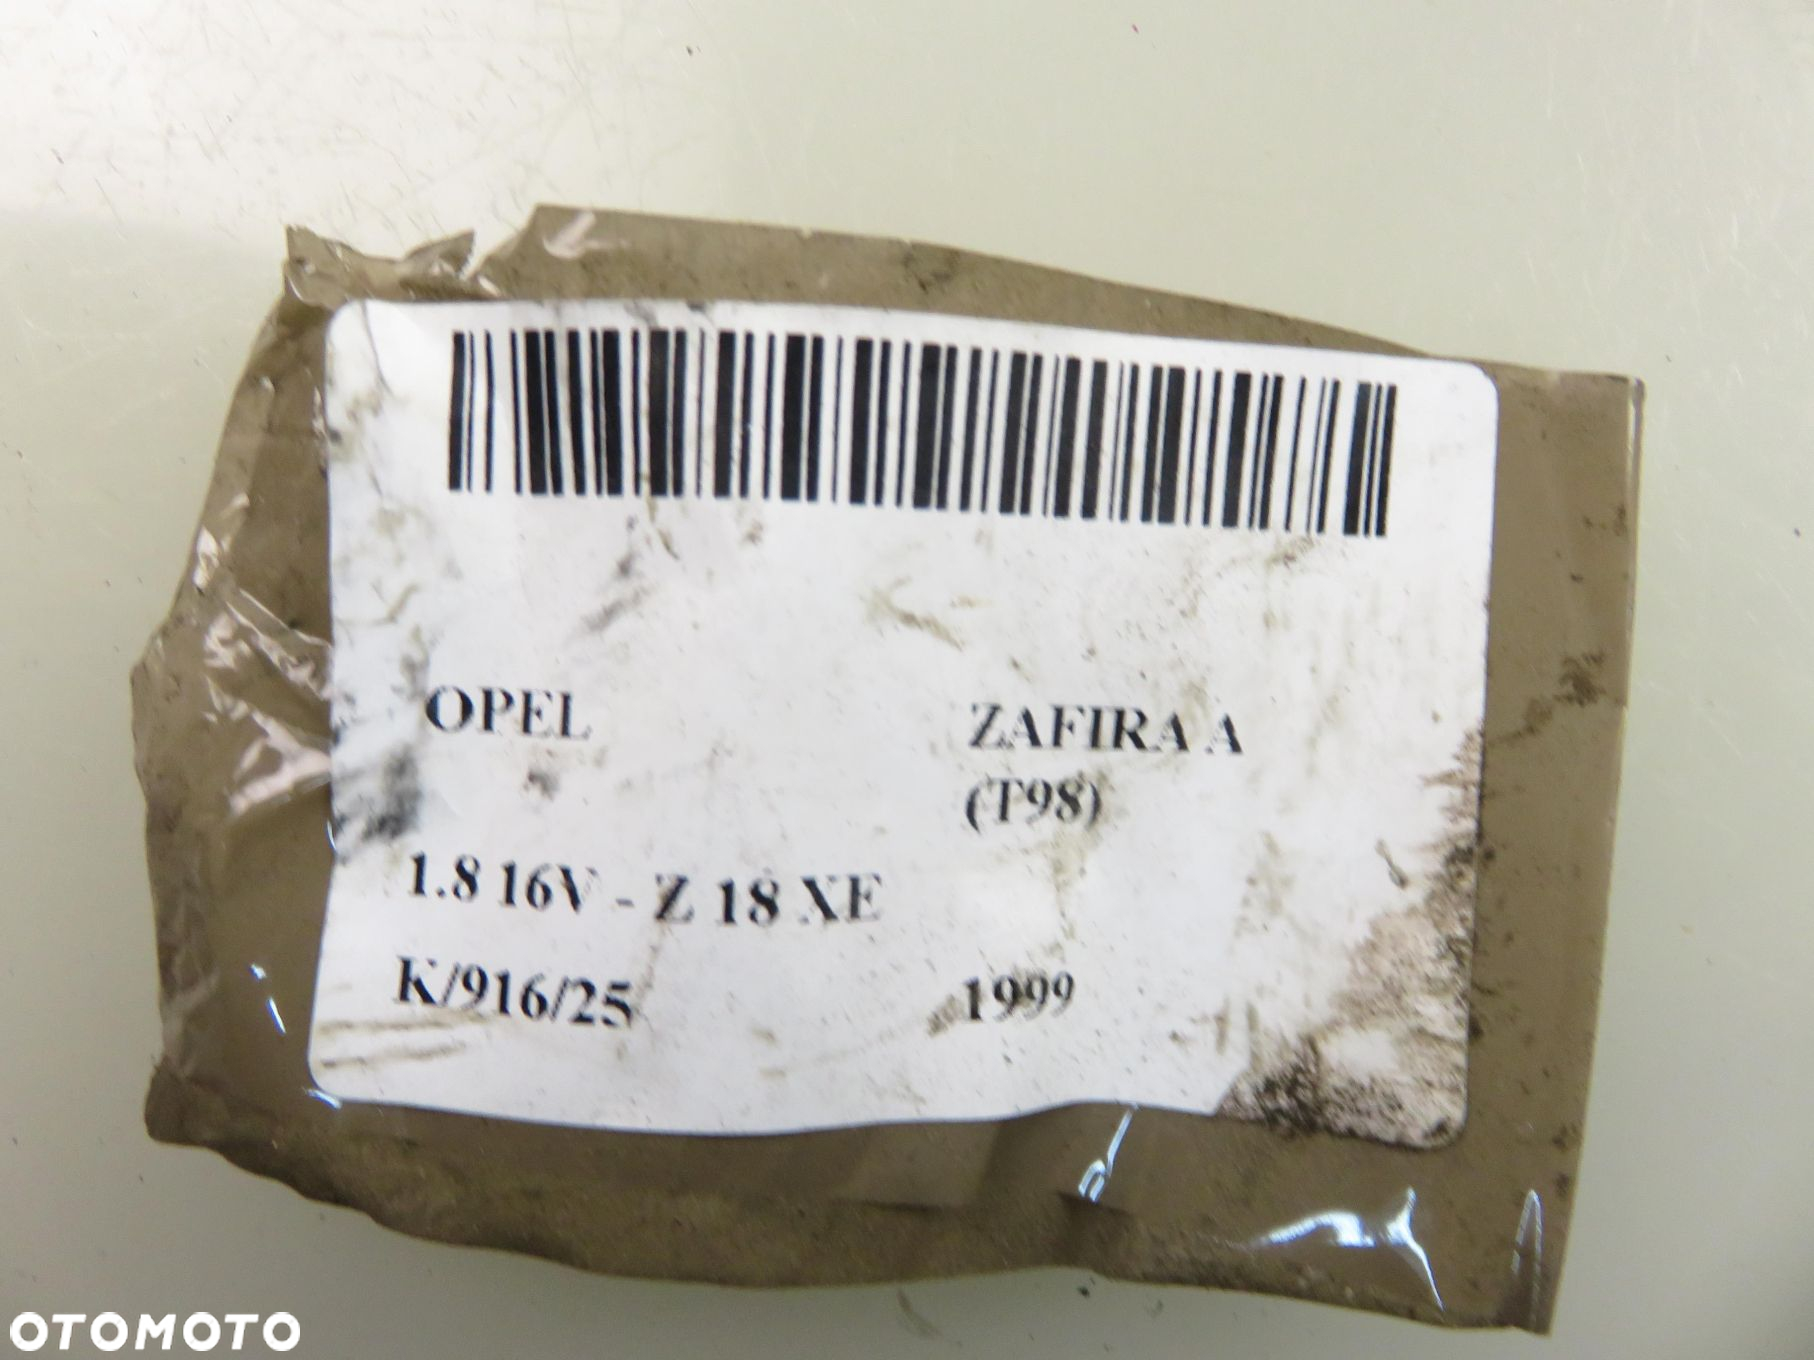 OPEL ZAFIRA A
(T98)
1.8 16V - Z 18 XE
K/916/25 1999
OTOMOTO